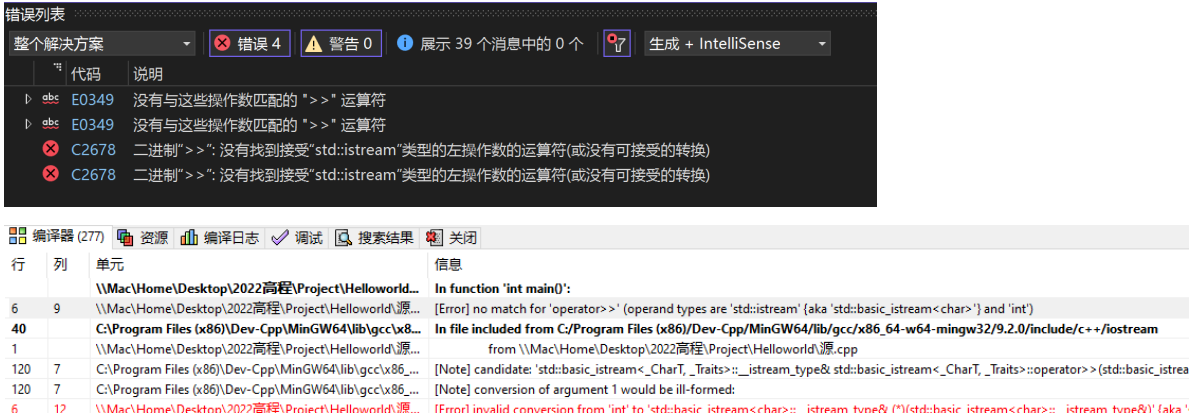 错误列表
整个解决方案 错误 4 警告 0 展示 39 个消息中的 0 个 生成 + IntelliSense
代码 说明
abc E0349 没有与这些操作数匹配的 ">>" 运算符
abc E0349 没有与这些操作数匹配的 ">>" 运算符
C2678 二进制“>>”: 没有找到接受“std::istream”类型的左操作数的运算符(或没有可接受的转换)
C2678 二进制“>>”: 没有找到接受“std::istream”类型的左操作数的运算符(或没有可接受的转换)
编译器 (277) 资源 编译日志 调试 搜索结果 关闭
行 列 单元 信息
\\Mac\Home\Desktop\2022高程\Project\Helloworld... In function 'int main()':
6 9 \\Mac\Home\Desktop\2022高程\Project\Helloworld\源... [Error] no match for 'operator>>' (operand types are 'std::istream' {aka 'std::basic_istream<char>'} and 'int')
40 C:\Program Files (x86)\Dev-Cpp\MinGW64\lib\gcc\x8... In file included from C:/Program Files (x86)/Dev-Cpp/MinGW64/lib/gcc/x86_64-w64-mingw32/9.2.0/include/c++/iostream
1 \\Mac\Home\Desktop\2022高程\Project\Helloworld\源... from \\Mac\Home\Desktop\2022高程\Project\Helloworld\源.cpp
120 7 C:\Program Files (x86)\Dev-Cpp\MinGW64\lib\gcc\x86_... [Note] candidate: 'std::basic_istream<_CharT, _Traits>::__istream_type& std::basic_istream<_CharT, _Traits>::operator>>(std::basic_istrea
120 7 C:\Program Files (x86)\Dev-Cpp\MinGW64\lib\gcc\x86_... [Note] conversion of argument 1 would be ill-formed:
6 12 \\Mac\Home\Desktop\2022高程\Project\Helloworld\源... [Error] invalid conversion from 'int' to 'std::basic_istream<char>::__istream_type& (*)(std::basic_istream<char>::__istream_type&)' {aka '